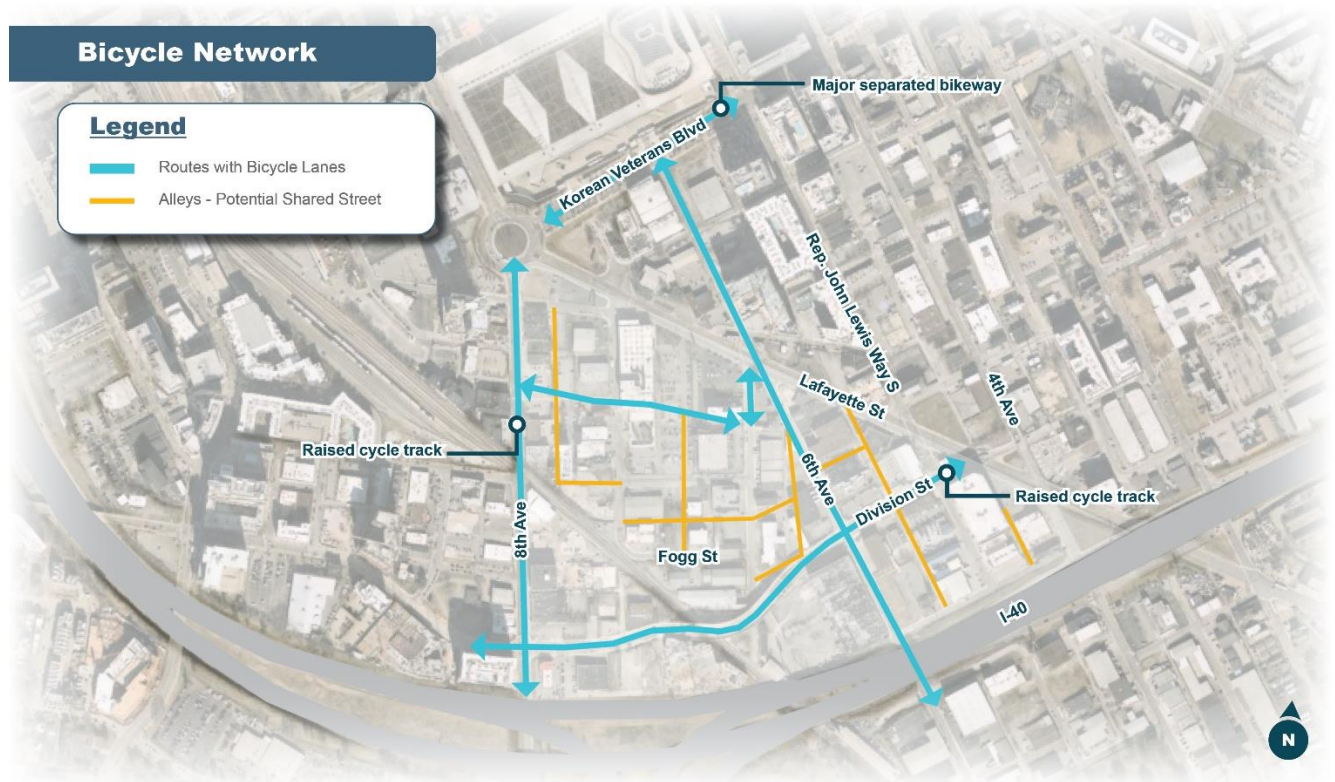 Bicycle Network
Legend
Routes with Bicycle Lanes
Alleys - Potential Shared Street
Major separated bikeway
Korean Veterans Blvd
Rep. John Lewis Way S
Lafayette St
4th Ave
Raised cycle track
6th Ave
Division St
Raised cycle track
8th Ave
Fogg St
I-40
N